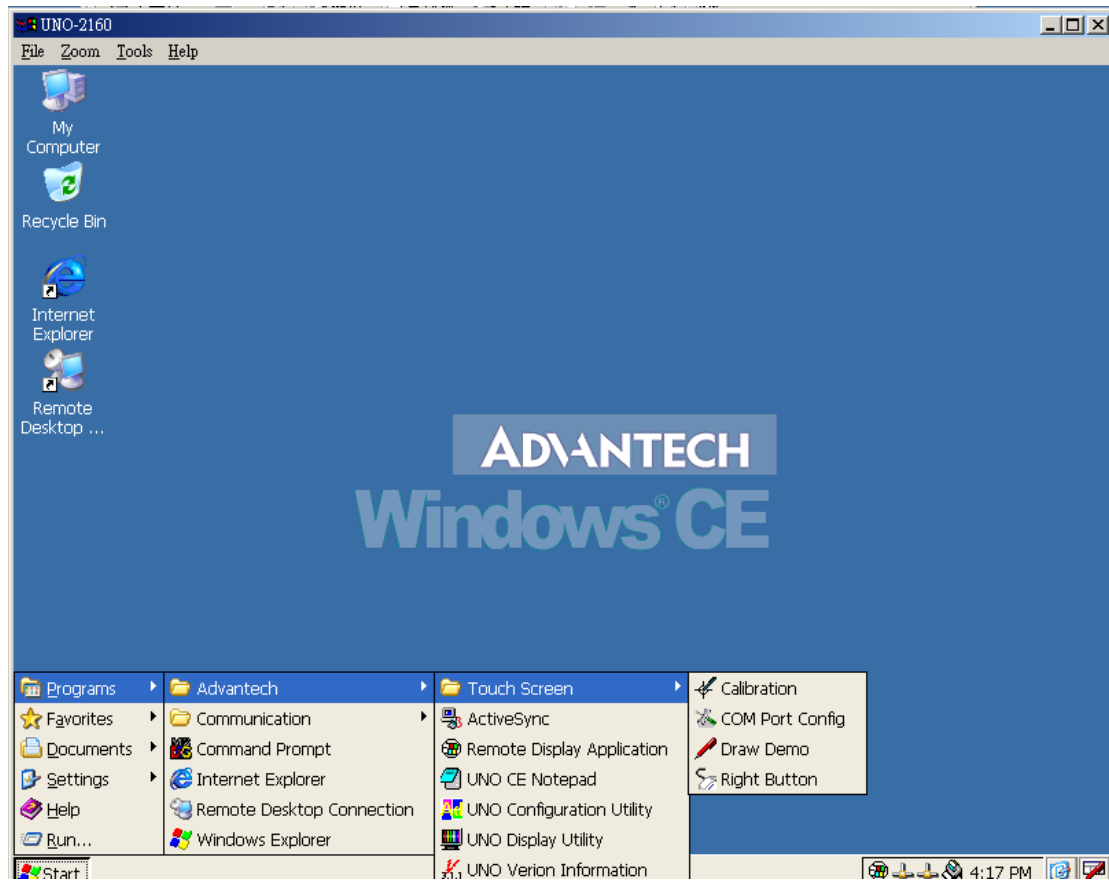 UNO-2160
File Zoom Tools Help
My
Computer
Recycle Bin
Internet
Explorer
Remote
Desktop ...
ADVANTECH
Windows® CE
Programs
Favorites
Documents
Settings
Help
Run...
Advantech
Communication
Command Prompt
Internet Explorer
Remote Desktop Connection
Windows Explorer
Touch Screen
ActiveSync
Remote Display Application
UNO CE Notepad
UNO Configuration Utility
UNO Display Utility
UNO Verion Information
Calibration
COM Port Config
Draw Demo
Right Button
Start
4:17 PM